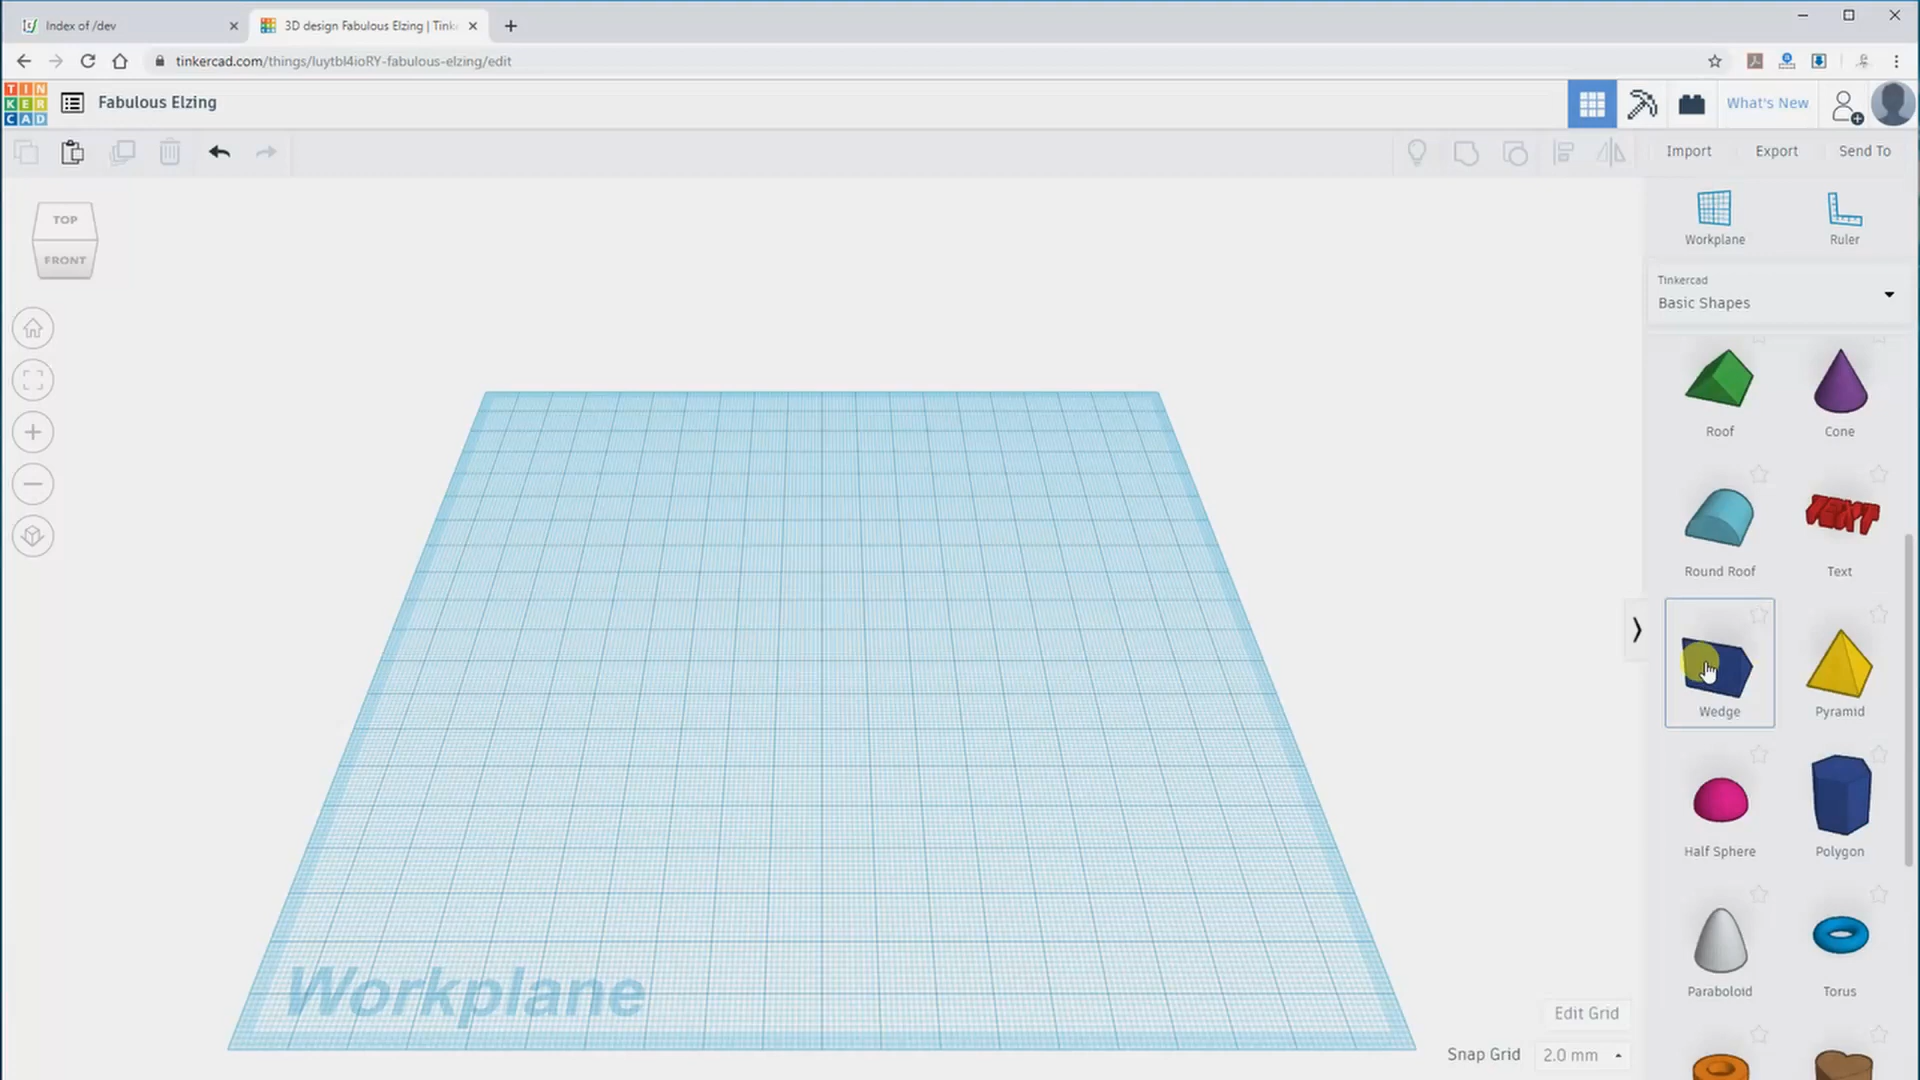 Index of /dev
3D design Fabulous Elzing | Tink
tinkercad.com/things/luytbl4ioRY-fabulous-elzing/edit
TIN
KER
CAD
Fabulous Elzing
What's New
Import
Export
Send To
TOP
FRONT
Workplane
Ruler
Tinkercad
Basic Shapes
Roof
Cone
TEXT
Round Roof
Text
Wedge
Pyramid
Half Sphere
Polygon
Paraboloid
Torus
Workplane
Edit Grid
Snap Grid
2.0 mm